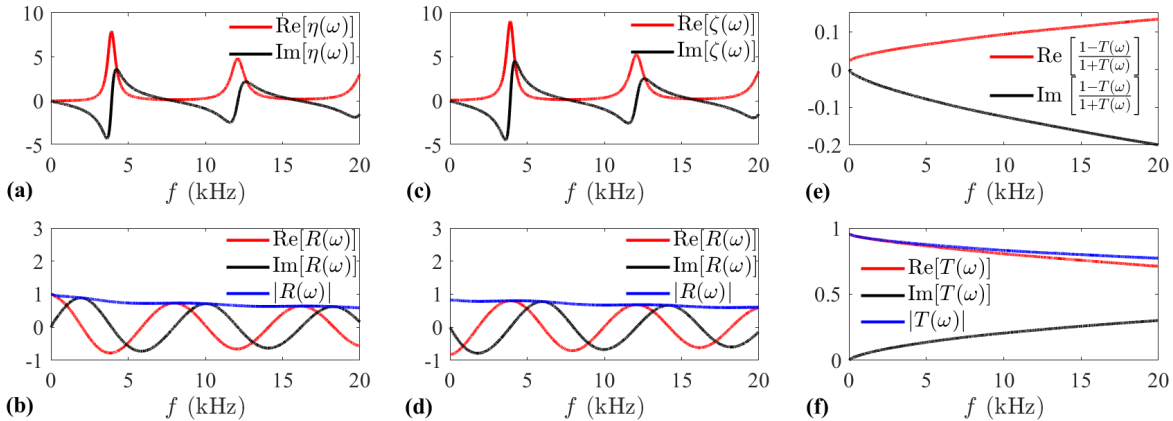 10
5
0
-5
0 5 10 15 20
f (kHz)
Re[η(ω)]
Im[η(ω)]
(a)
10
5
0
-5
0 5 10 15 20
f (kHz)
Re[ζ(ω)]
Im[ζ(ω)]
(c)
0.1
0
-0.1
-0.2
0 5 10 15 20
f (kHz)
Re [1−T(ω)/1+T(ω)]
Im [1−T(ω)/1+T(ω)]
(e)
3
2
1
0
-1
0 5 10 15 20
f (kHz)
Re[R(ω)]
Im[R(ω)]
|R(ω)|
(b)
3
2
1
0
-1
0 5 10 15 20
f (kHz)
Re[R(ω)]
Im[R(ω)]
|R(ω)|
(d)
1
0.5
0
0 5 10 15 20
f (kHz)
Re[T(ω)]
Im[T(ω)]
|T(ω)|
(f)